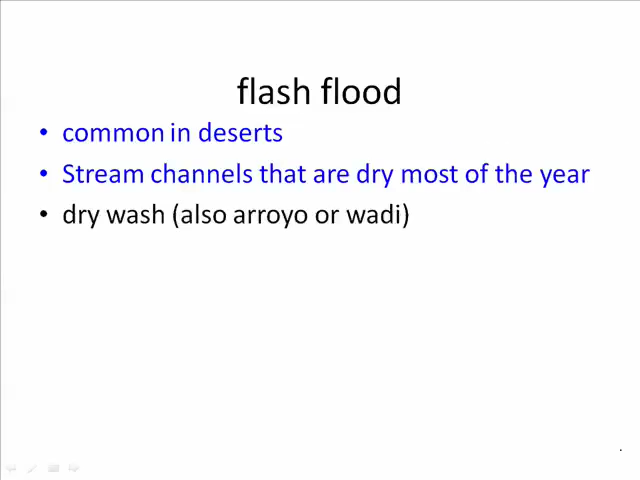 flash flood
• common in deserts
• Stream channels that are dry most of the year
• dry wash (also arroyo or wadi)